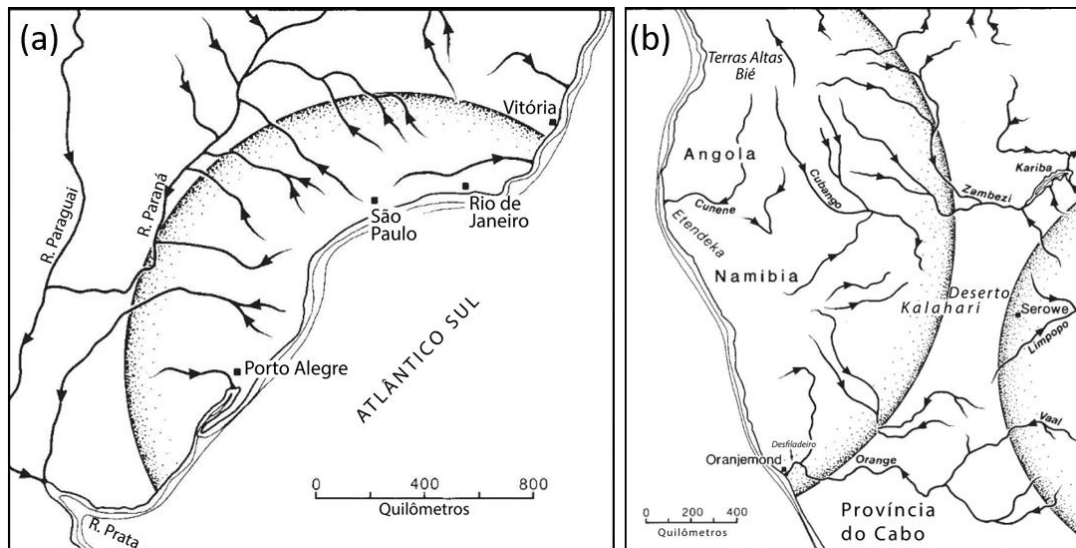 (a)
R. Paraguai
R. Paraná
Vitória
São
Paulo
Rio de
Janeiro
Porto Alegre
ATLÂNTICO SUL
0 400 800
Quilômetros
R. Prata
(b)
Terras Altas
Bié
Angola
Cunene
Cubango
Etendeka
Namibia
Zambezi
Kariba
Deserto
Kalahari
Serowe
Limpopo
Vaal
Desfiladeiro
Oranjemond
Orange
0 200 400
Quilômetros
Província
do Cabo